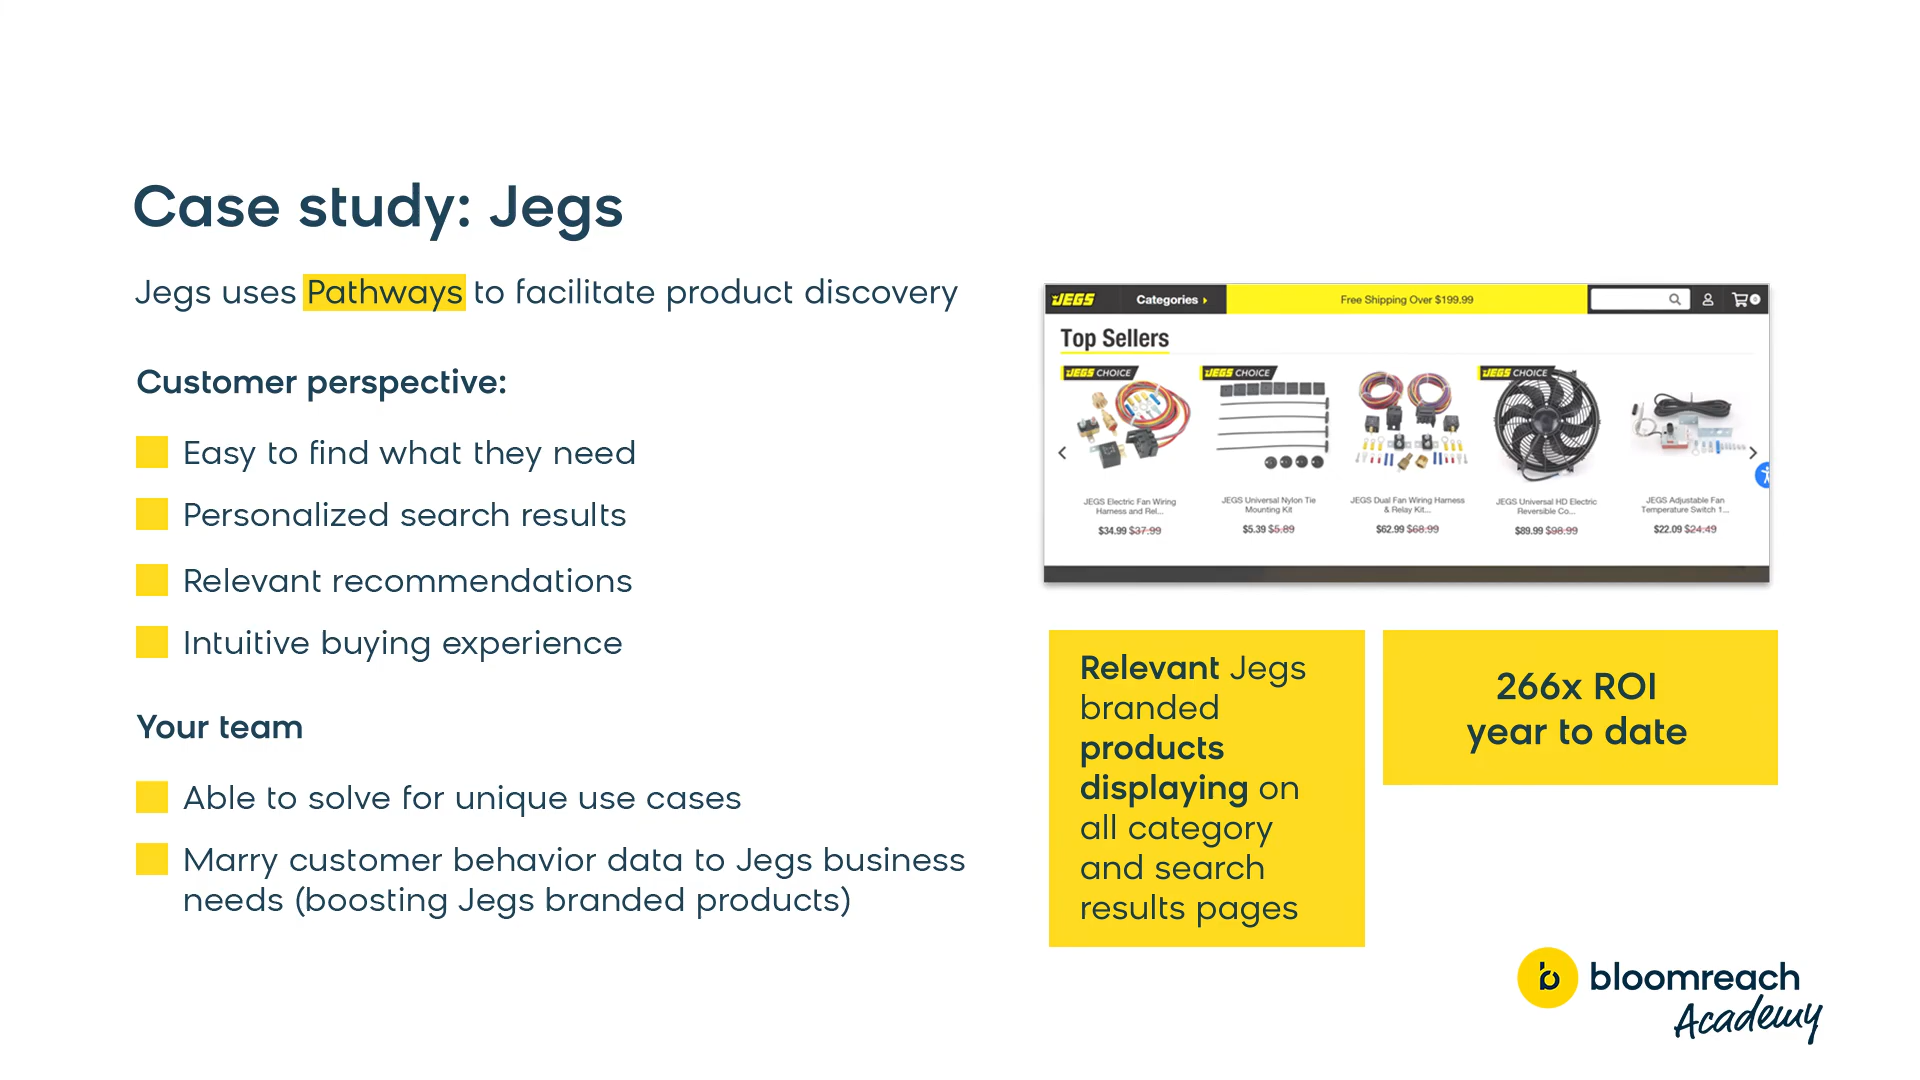 Case study: Jegs
Jegs uses Pathways to facilitate product discovery
Customer perspective:
Easy to find what they need
Personalized search results
Relevant recommendations
Intuitive buying experience
Your team
Able to solve for unique use cases
Marry customer behavior data to Jegs business
needs (boosting Jegs branded products)
JEGS
Categories
Free Shipping Over $199.99
0
Top Sellers
JEGS CHOICE
JEGS CHOICE
JEGS CHOICE
JEGS Electric Fan Wiring
Harness and Rel...
$34.99 $37.99
JEGS Universal Nylon Tie
Mounting Kit
$5.39 $5.89
JEGS Dual Fan Wiring Harness
& Relay Kit...
$62.99 $68.99
JEGS Universal HD Electric
Reversible Co...
$89.99 $98.99
JEGS Adjustable Fan
Temperature Switch 1...
$22.09 $24.49
Relevant Jegs
branded
products
displaying on
all category
and search
results pages
266x ROI
year to date
b bloomreach
Academy